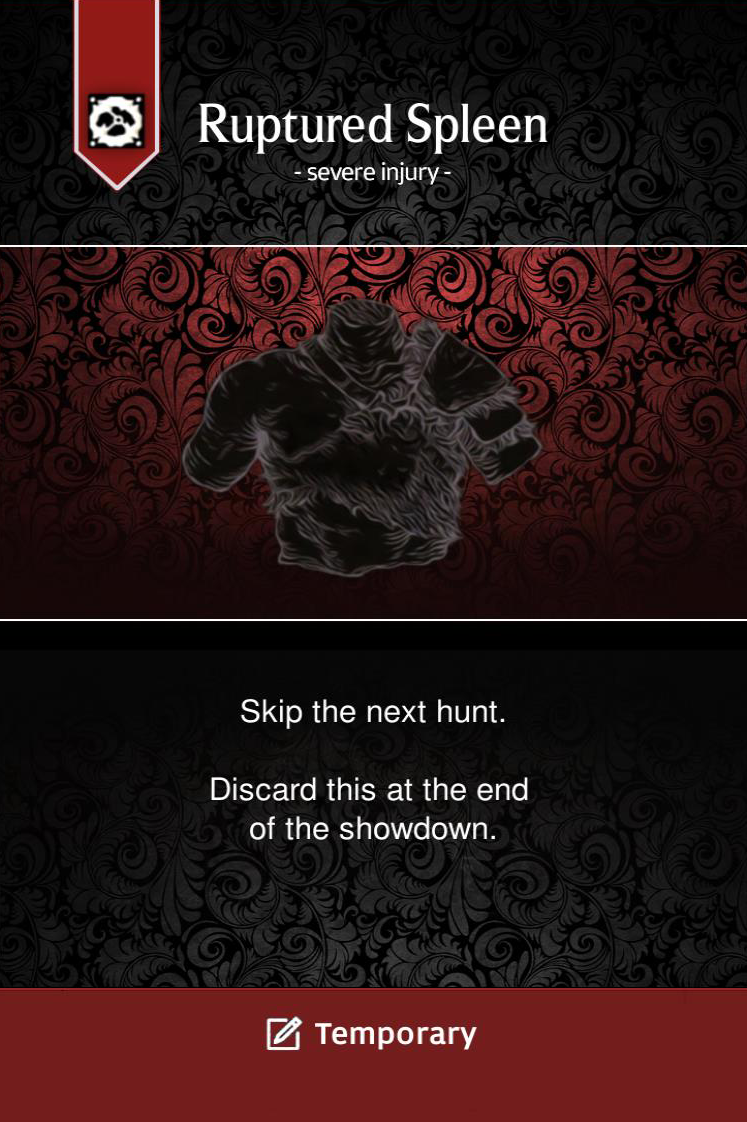 Ruptured Spleen
- severe injury -
Skip the next hunt.
Discard this at the end
of the showdown.
Temporary